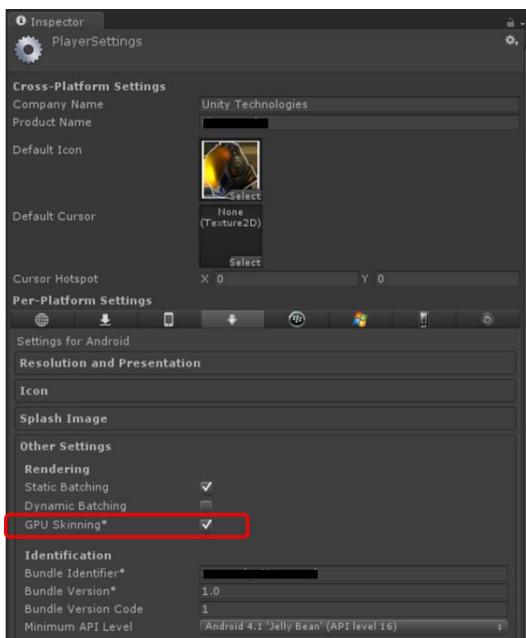 Inspector
PlayerSettings
Cross-Platform Settings
Company Name Unity Technologies
Product Name
Default Icon
Select
Default Cursor None
(Texture2D)
Select
Cursor Hotspot X 0 Y 0
Per-Platform Settings
Settings for Android
Resolution and Presentation
Icon
Splash Image
Other Settings
Rendering
Static Batching
Dynamic Batching
GPU Skinning*
Identification
Bundle Identifier*
Bundle Version* 1.0
Bundle Version Code 1
Minimum API Level Android 4.1 'Jelly Bean' (API level 16)